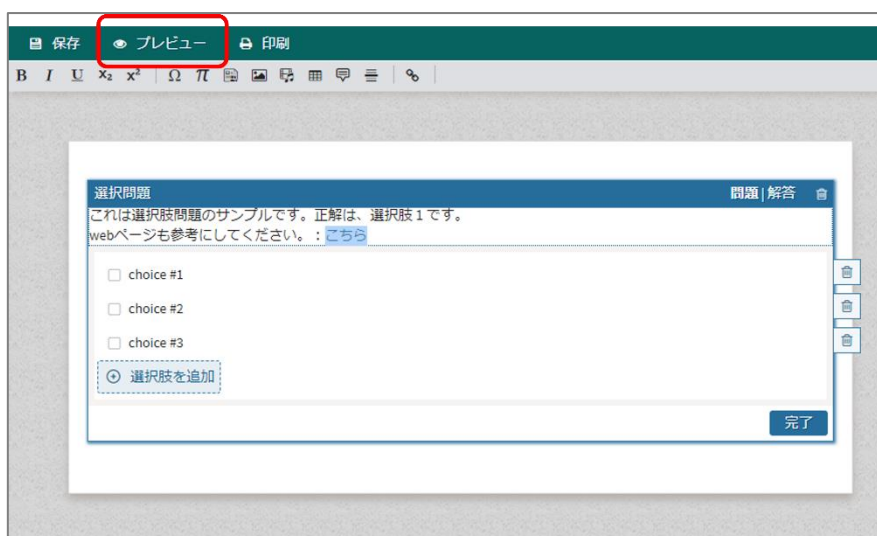 保存 プレビュー 印刷
B I U x₂ x² Ω π
選択問題 問題|解答
これは選択肢問題のサンプルです。正解は、選択肢１です。
webページも参考にしてください。：こちら
choice #1
choice #2
choice #3
選択肢を追加
完了